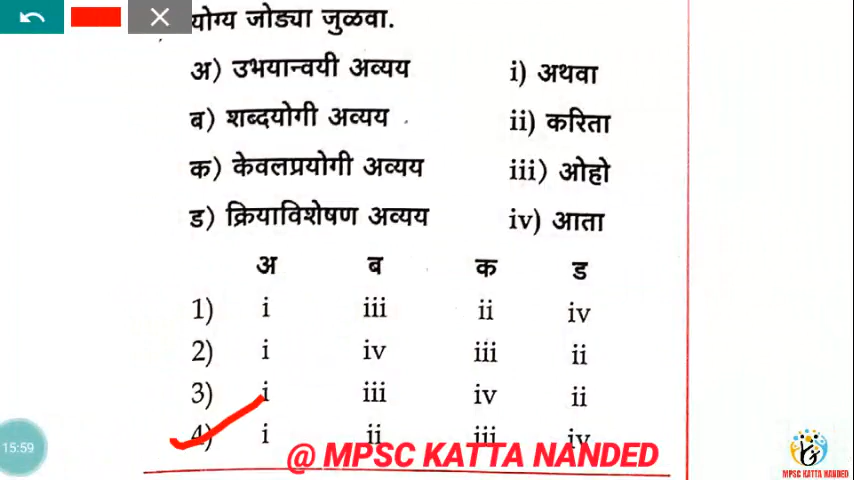 योग्य जोड्या जुळवा.
अ) उभयान्वयी अव्यय i) अथवा
ब) शब्दयोगी अव्यय ii) करिता
क) केवलप्रयोगी अव्यय iii) ओहो
ड) क्रियाविशेषण अव्यय iv) आता
अ ब क ड
1) i iii ii iv
2) i iv iii ii
3) i iii iv ii
4) i ii iii iv
@ MPSC KATTA NANDED
15:59
MPSC KATTA NANDED